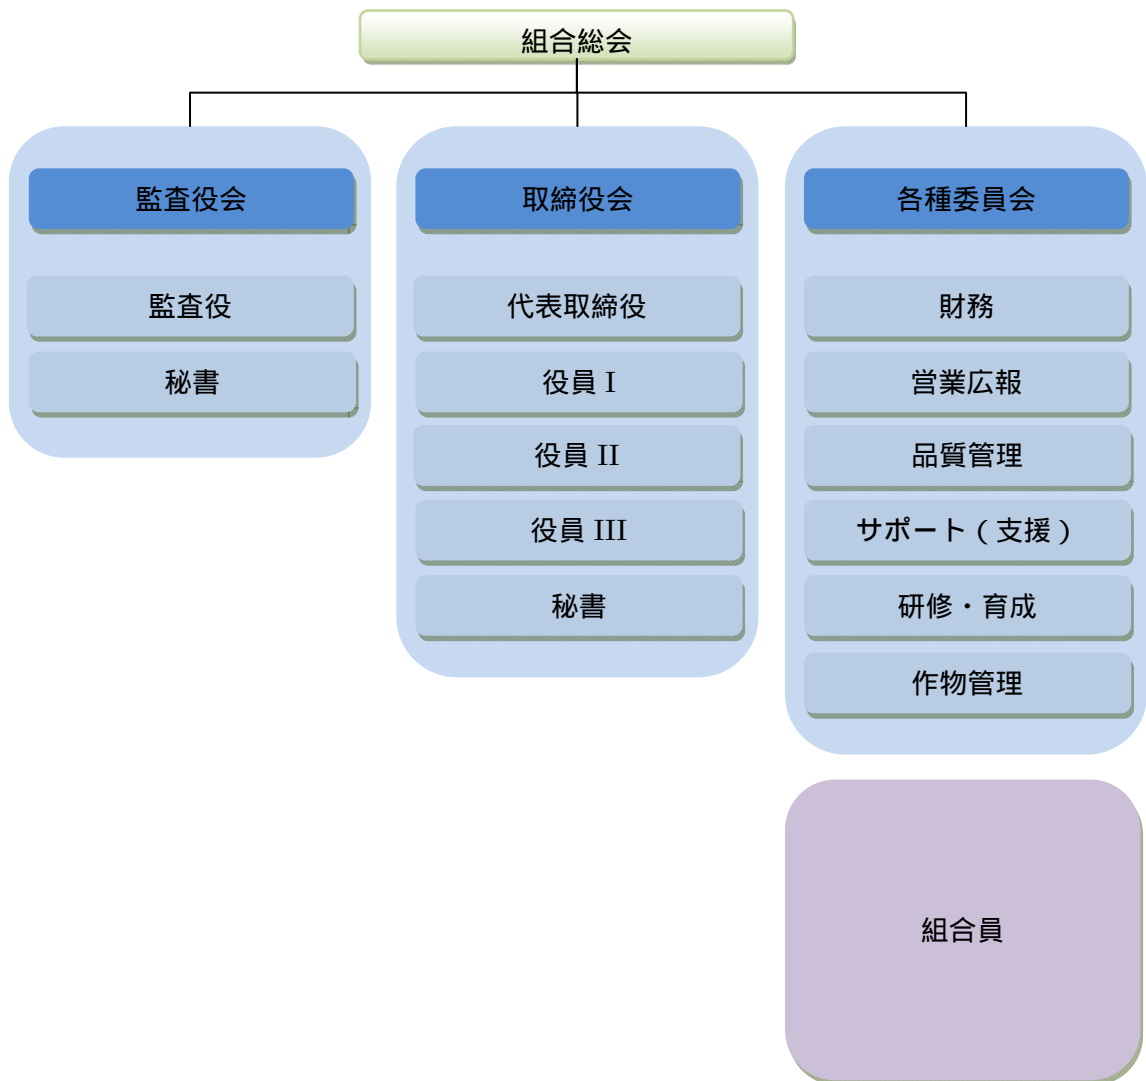 組合総会
監査役会
監査役
秘書
取締役会
代表取締役
役員 I
役員 II
役員 III
秘書
各種委員会
財務
営業広報
品質管理
サポート（支援）
研修・育成
作物管理
組合員